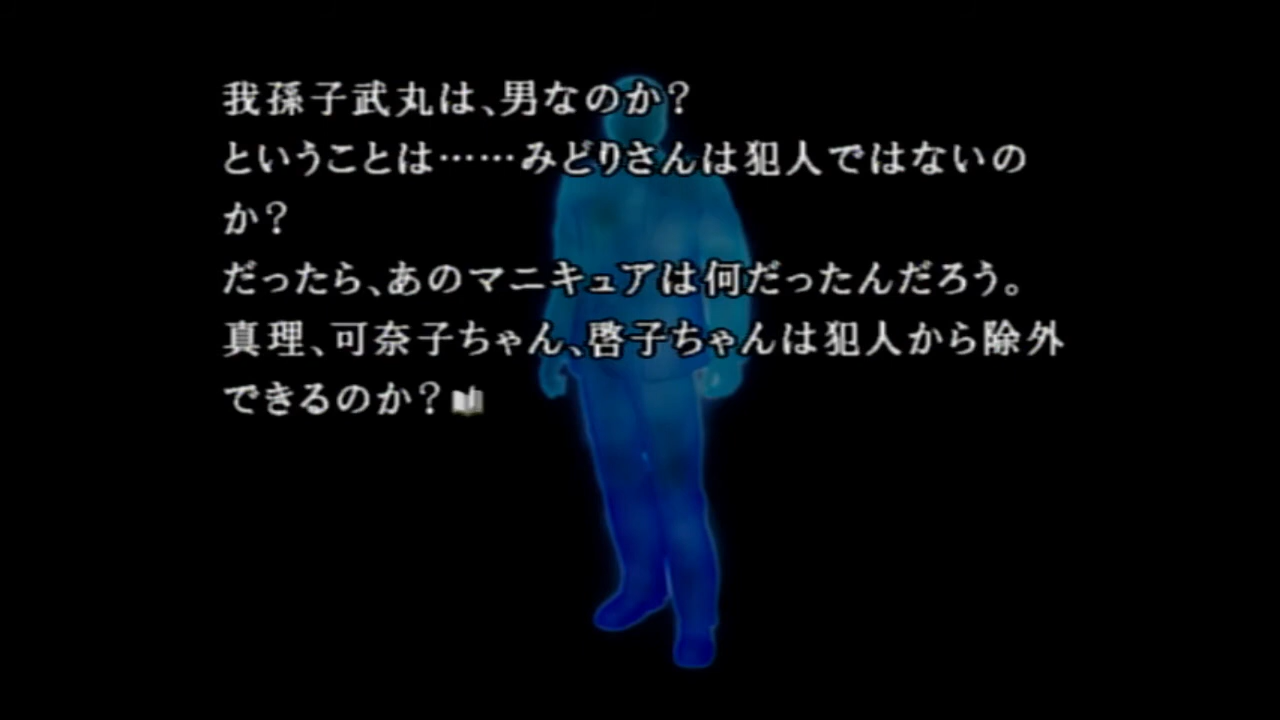 我孫子武丸は、男なのか？
ということは……みどりさんは犯人ではないの
か？
だったら、あのマニキュアは何だったんだろう。
真理、可奈子ちゃん、啓子ちゃんは犯人から除外
できるのか？